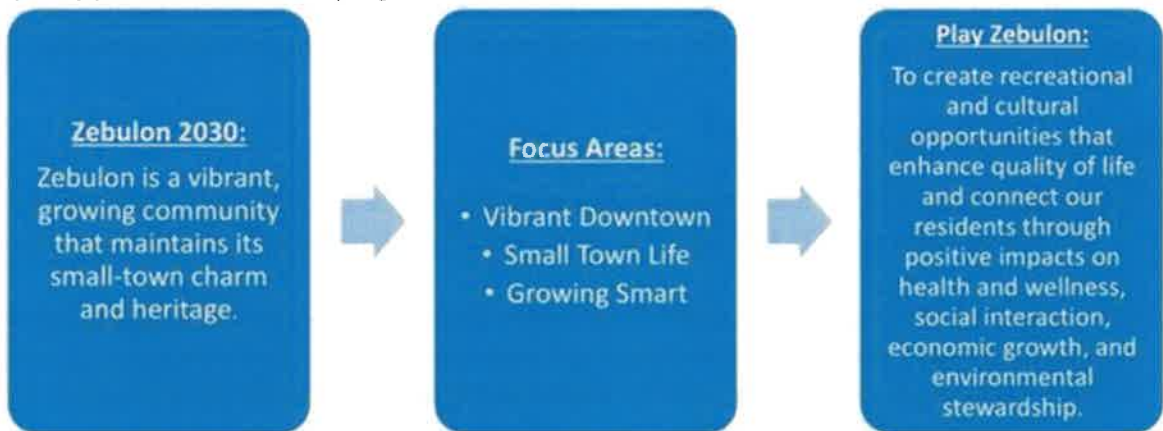 Zebulon 2030:
Zebulon is a vibrant,
growing community
that maintains its
small-town charm
and heritage.
Focus Areas:
• Vibrant Downtown
• Small Town Life
• Growing Smart
Play Zebulon:
To create recreational
and cultural
opportunities that
enhance quality of life
and connect our
residents through
positive impacts on
health and wellness,
social interaction,
economic growth, and
environmental
stewardship.